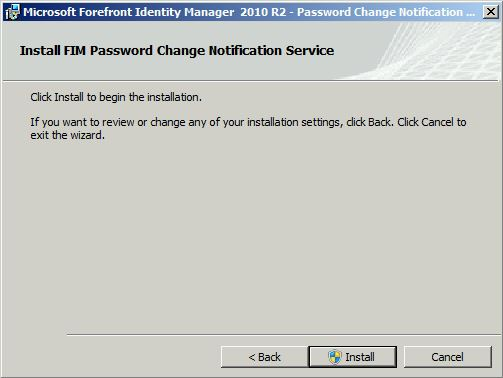 Microsoft Forefront Identity Manager 2010 R2 - Password Change Notification ...
Install FIM Password Change Notification Service
Click Install to begin the installation.
If you want to review or change any of your installation settings, click Back. Click Cancel to
exit the wizard.
< Back Install Cancel